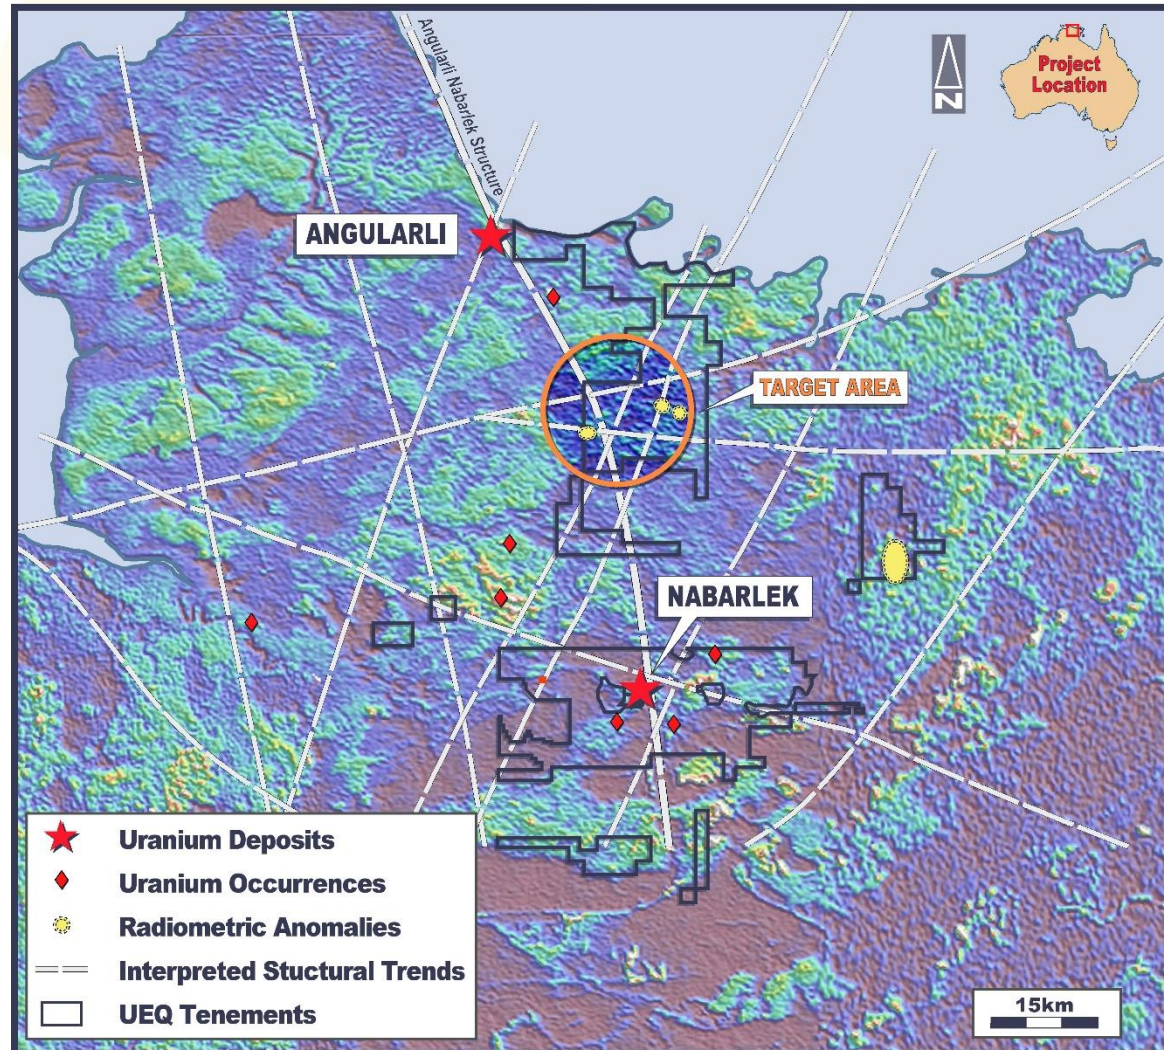 Angularli Nabarlek Structure
N
Project
Location
ANGULARLI
TARGET AREA
NABARLEK
Uranium Deposits
Uranium Occurrences
Radiometric Anomalies
Interpreted Stuctural Trends
UEQ Tenements
15km